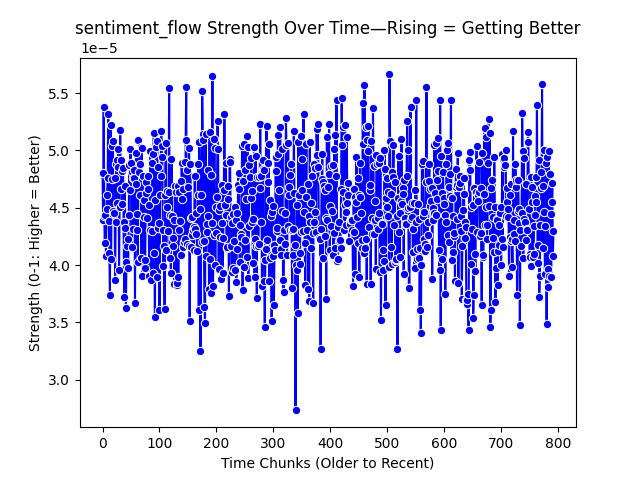 sentiment_flow Strength Over Time—Rising = Getting Better
1e−5
5.5
5.0
4.5
4.0
3.5
3.0
Strength (0-1: Higher = Better)
0 100 200 300 400 500 600 700 800
Time Chunks (Older to Recent)